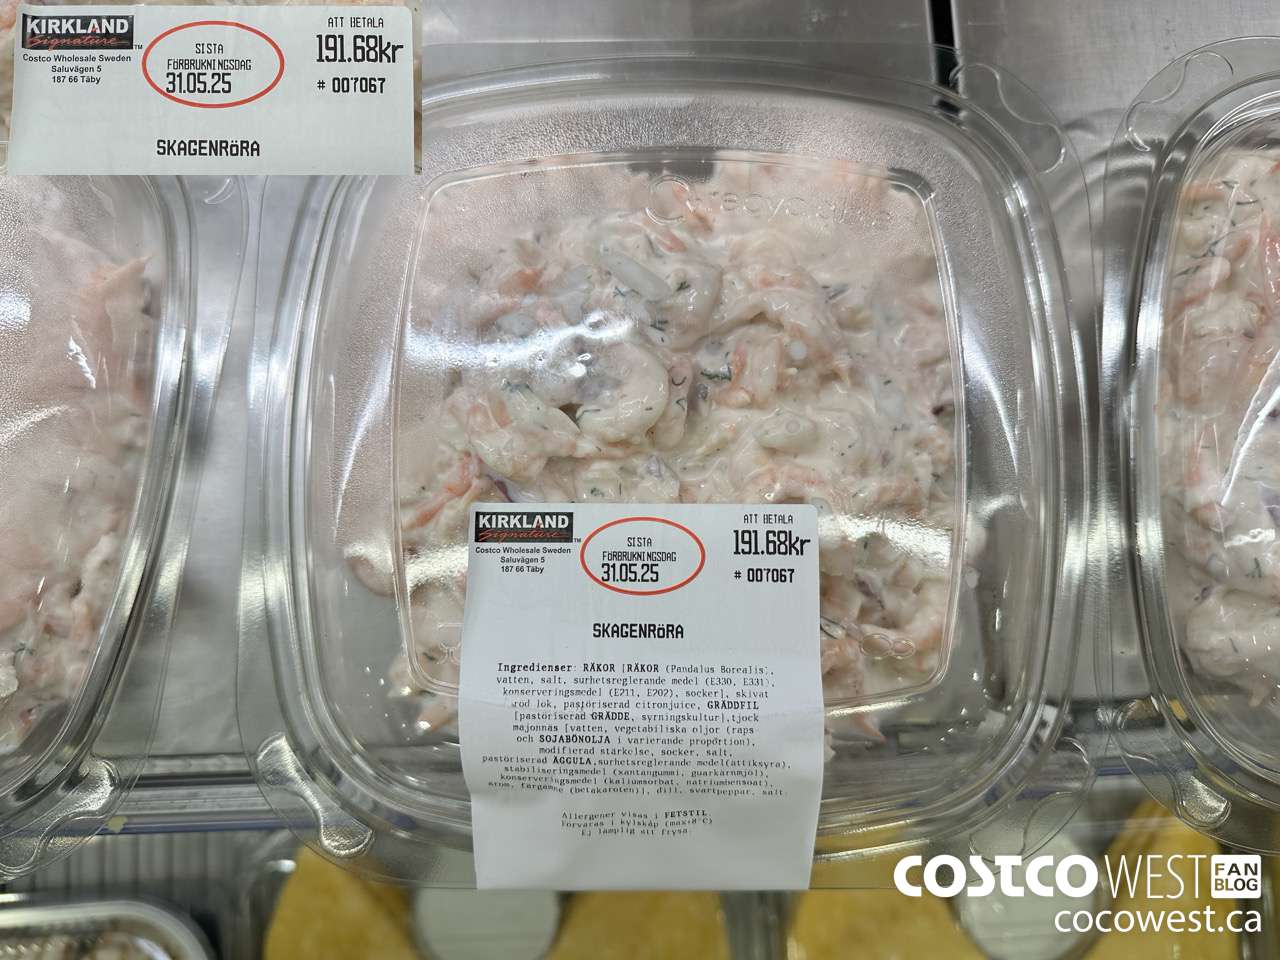 KIRKLAND
Signature™
Costco Wholesale Sweden
Saluvägen 5
187 66 Täby
SISTA
FöRBRUKNINGSDAG
31.05.25
ATT BETALA
191.68kr
# 007067
SKAGENRöRA
recyclable
KIRKLAND
Signature™
Costco Wholesale Sweden
Saluvägen 5
187 66 Täby
SISTA
FöRBRUKNINGSDAG
31.05.25
ATT BETALA
191.68kr
# 007067
SKAGENRöRA
Ingredienser: RÄKOR [RÄKOR (Pandalus Borealis),
vatten, salt, surhetsreglerande medel (E330, E331),
konserveringsmedel (E211, E202), socker], skivat
röd lök, pastöriserad citronjuice, GRÄDDFIL
[pastöriserad GRÄDDE, syrningskultur],tjock
majonnäs [vatten, vegetabiliska oljor (raps
och SOJABÖNOLJA i varierande proportion),
modifierad stärkelse, socker, salt,
pastöriserad ÄGGULA,surhetsreglerande medel(ättiksyra),
stabiliseringsmedel (xantangummi, guarkärnmjöl),
konserveringsmedel (kaliumsorbat, natriumbensoat),
arom, färgämne (betakaroten)], dill, svartpeppar, salt.
Allergener visas i FETSTIL
Förvaras i kylskåp (max+8°C)
Ej lämplig att frysa.
COSTCO WEST FAN
BLOG
cocowest.ca